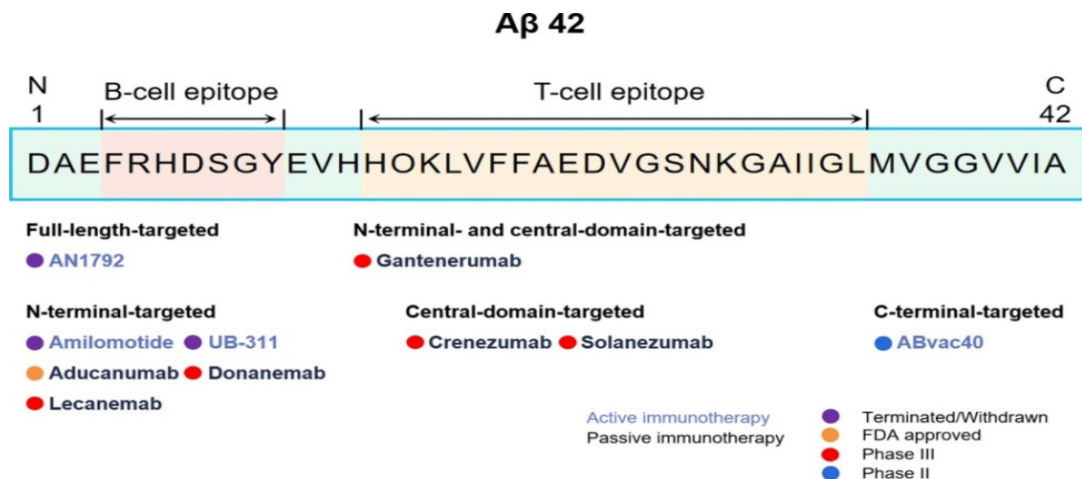 Aβ 42
N C
B-cell epitope T-cell epitope
1 42
DAEFRHDSGYEVHHOKLVFFAEDVGSNKGAIIGLMVGGVVIA
Full-length-targeted N-terminal- and central-domain-targeted
AN1792 Gantenerumab
N-terminal-targeted Central-domain-targeted C-terminal-targeted
Amilomotide UB-311 Crenezumab Solanezumab ABvac40
Aducanumab Donanemab
Lecanemab
Active immunotherapy Terminated/Withdrawn
Passive immunotherapy FDA approved
Phase III
Phase II